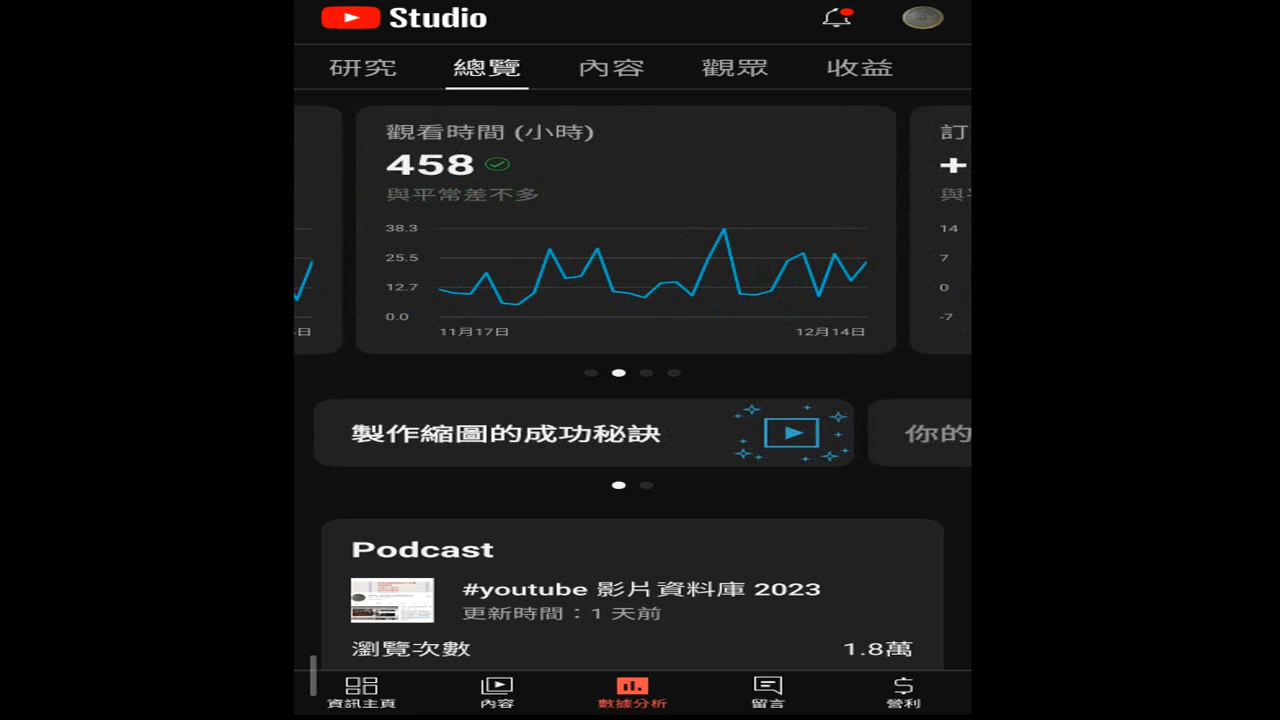 Studio
研究 總覽 內容 觀眾 收益
觀看時間 (小時)
458
與平常差不多
38.3
25.5
12.7
0.0
11月17日 12月14日
日
訂
+
與
14
7
0
-7
製作縮圖的成功秘訣
你的
Podcast
#youtube 影片資料庫 2023
更新時間：1 天前
瀏覽次數 1.8萬
資訊主頁 內容 數據分析 留言 營利